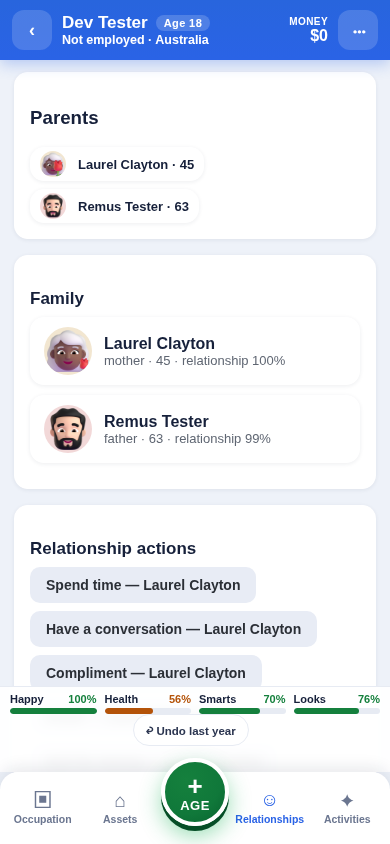 Dev Tester Age 18
Not employed · Australia
MONEY
$0
Parents
Laurel Clayton · 45
Remus Tester · 63
Family
Laurel Clayton
mother · 45 · relationship 100%
Remus Tester
father · 63 · relationship 99%
Relationship actions
Spend time — Laurel Clayton
Have a conversation — Laurel Clayton
Compliment — Laurel Clayton
Happy 100% Health 56% Smarts 70% Looks 76%
Undo last year
+
AGE
Occupation Assets Relationships Activities